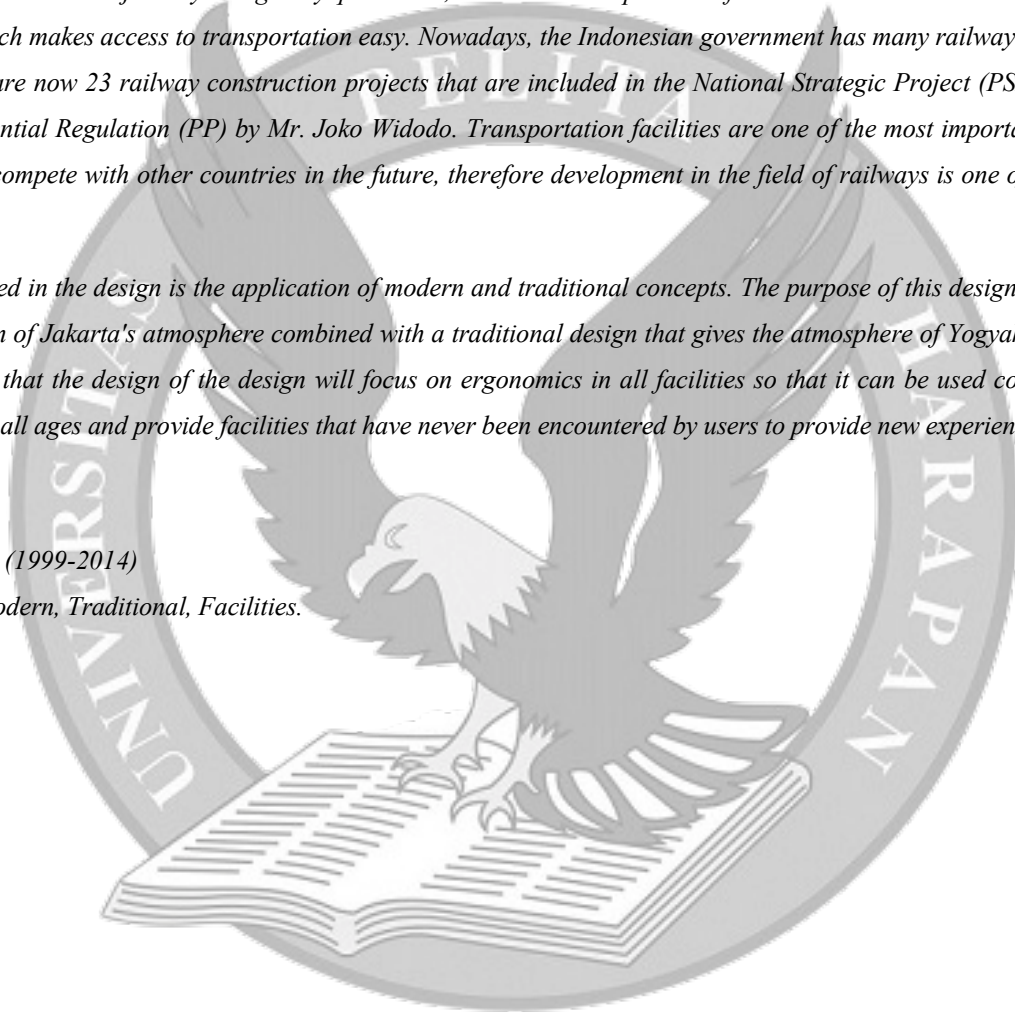 ch makes access to transportation easy. Nowadays, the Indonesian government has many railway
are now 23 railway construction projects that are included in the National Strategic Project (PS
ential Regulation (PP) by Mr. Joko Widodo. Transportation facilities are one of the most importa
compete with other countries in the future, therefore development in the field of railways is one o
ed in the design is the application of modern and traditional concepts. The purpose of this design
n of Jakarta's atmosphere combined with a traditional design that gives the atmosphere of Yogyak
that the design of the design will focus on ergonomics in all facilities so that it can be used co
all ages and provide facilities that have never been encountered by users to provide new experien
(1999-2014)
odern, Traditional, Facilities.
UNIVERSITAS PELITA HARAPAN